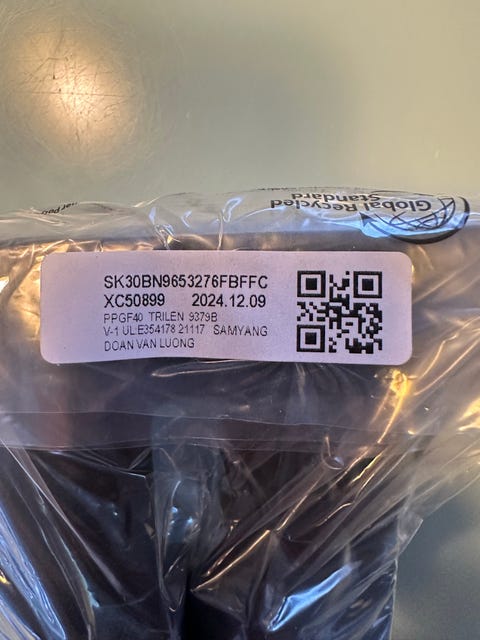 Global Recycled
Standard
SK30BN9653276FBFFC
XC50899 2024.12.09
PPGF40 TRILEN 9379B
V-1 UL:E354178 21117 SAMYANG
DOAN VAN LUONG